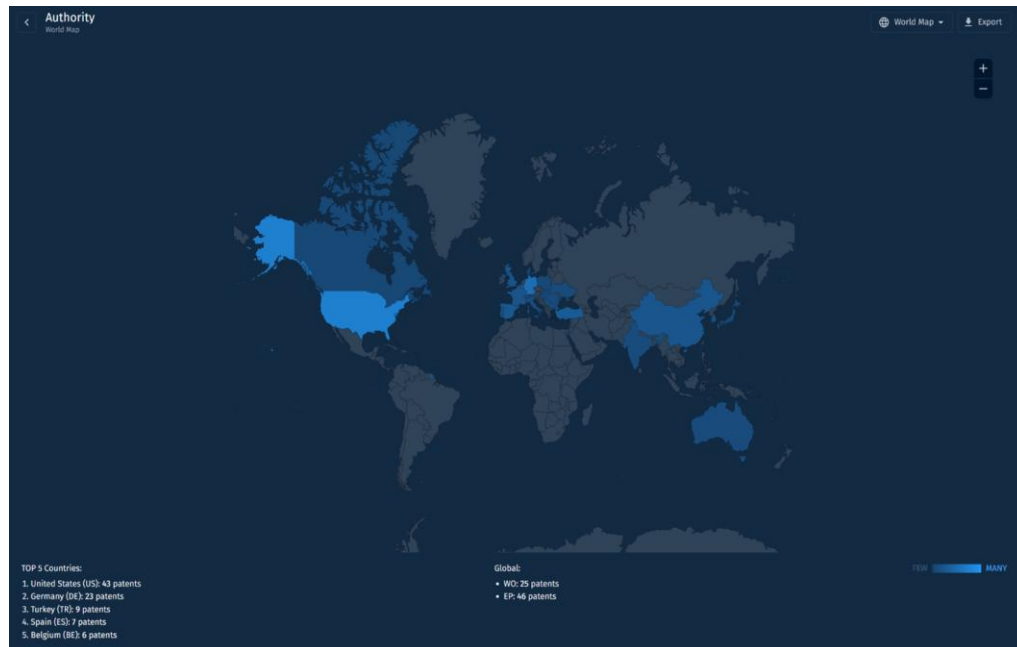 Authority
World Map
World Map
Export
+
−
TOP 5 Countries:
1. United States (US): 43 patents
2. Germany (DE): 23 patents
3. Turkey (TR): 9 patents
4. Spain (ES): 7 patents
5. Belgium (BE): 6 patents
Global:
• WO: 25 patents
• EP: 46 patents
FEW MANY